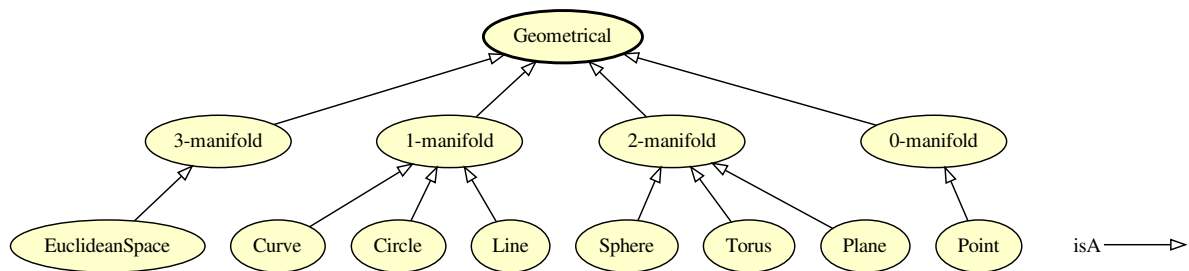 Geometrical
3-manifold 1-manifold 2-manifold 0-manifold
EuclideanSpace Curve Circle Line Sphere Torus Plane Point isA